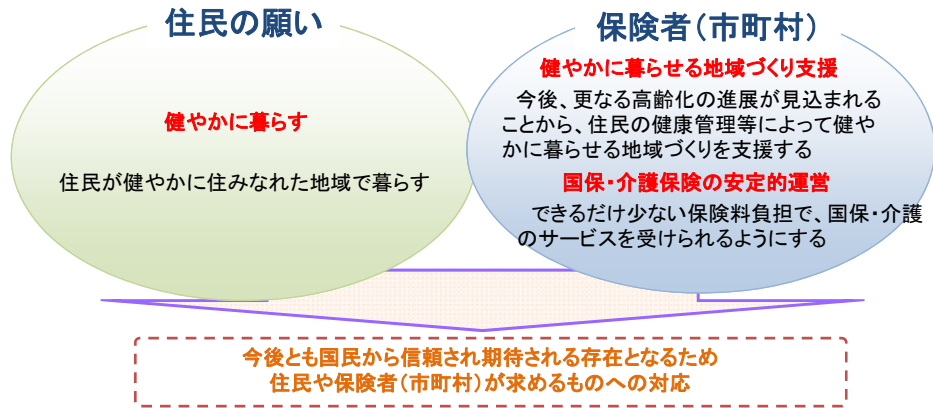 住民の願い
健やかに暮らす
住民が健やかに住みなれた地域で暮らす
保険者（市町村）
健やかに暮らせる地域づくり支援
今後、更なる高齢化の進展が見込まれる
ことから、住民の健康管理等によって健や
かに暮らせる地域づくりを支援する
国保・介護保険の安定的運営
できるだけ少ない保険料負担で、国保・介護
のサービスを受けられるようにする
今後とも国民から信頼され期待される存在となるため
住民や保険者（市町村）が求めるものへの対応